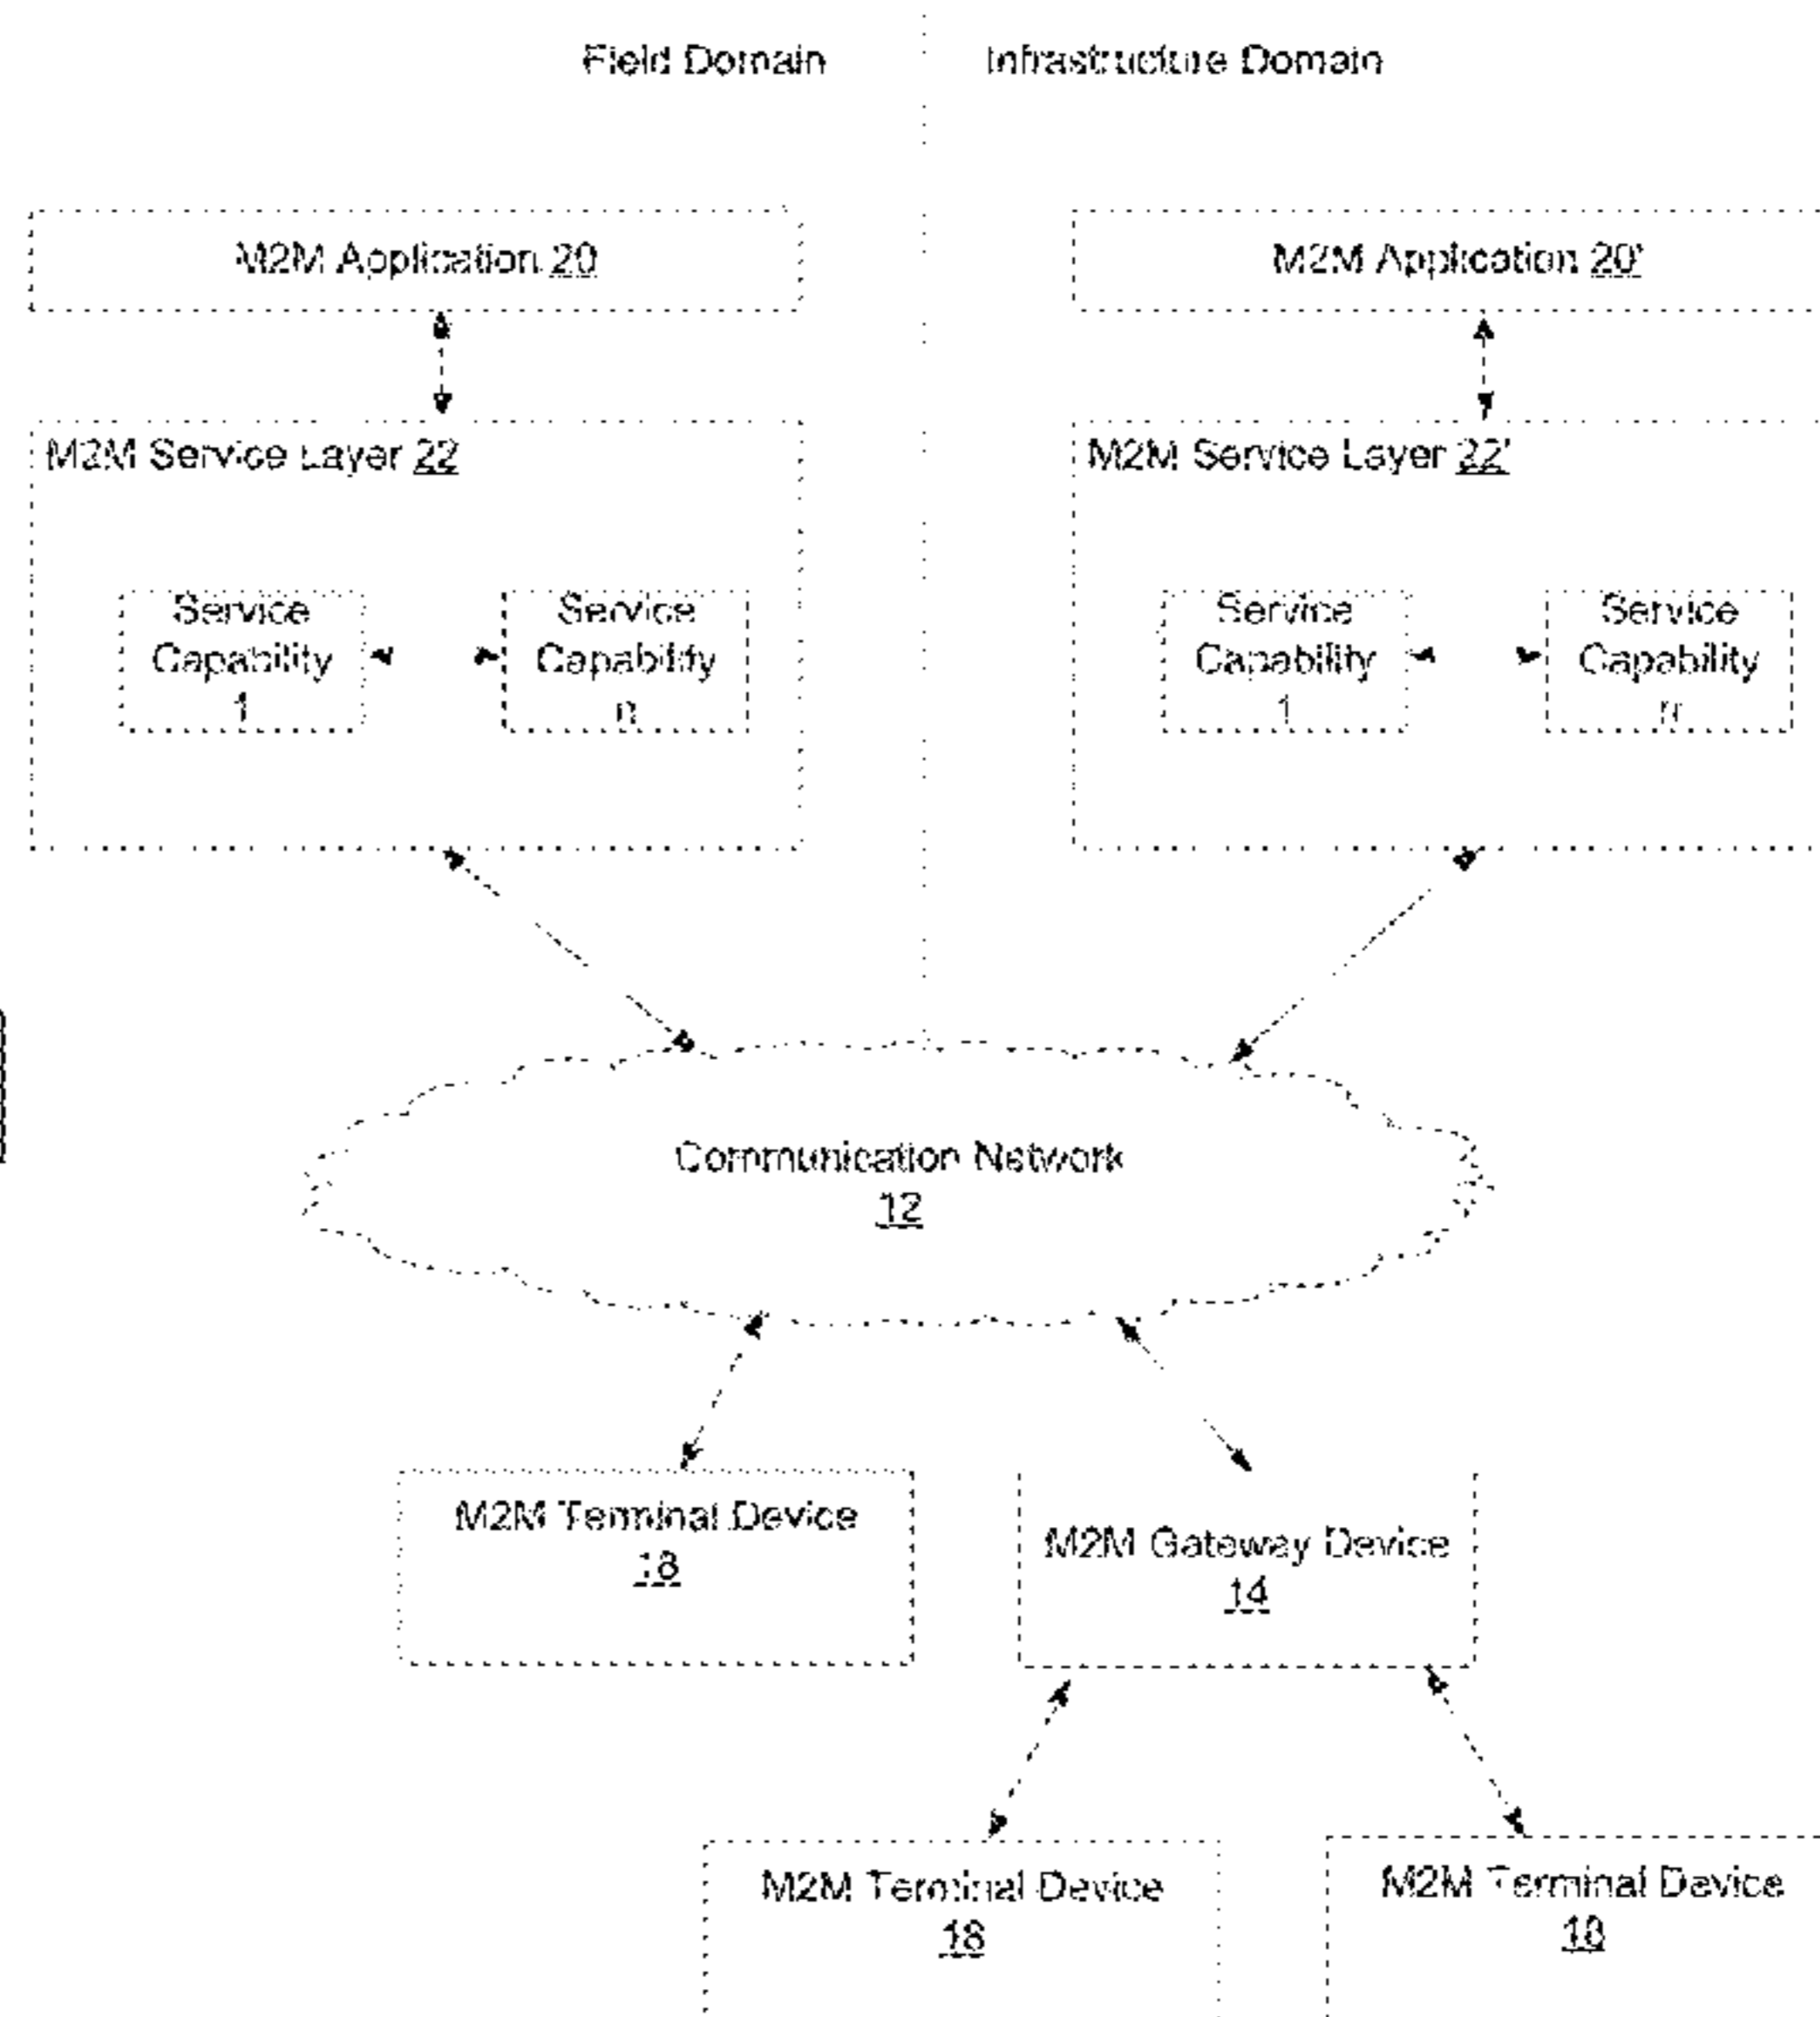 Field Domain
Infrastructure Domain
M2M Application 20
M2M Application 20'
M2M Service Layer 22
M2M Service Layer 22'
Service
Capability
1
Service
Capability
n
Service
Capability
1
Service
Capability
n
Communication Network
12
M2M Terminal Device
18
M2M Gateway Device
14
M2M Terminal Device
18
M2M Terminal Device
18